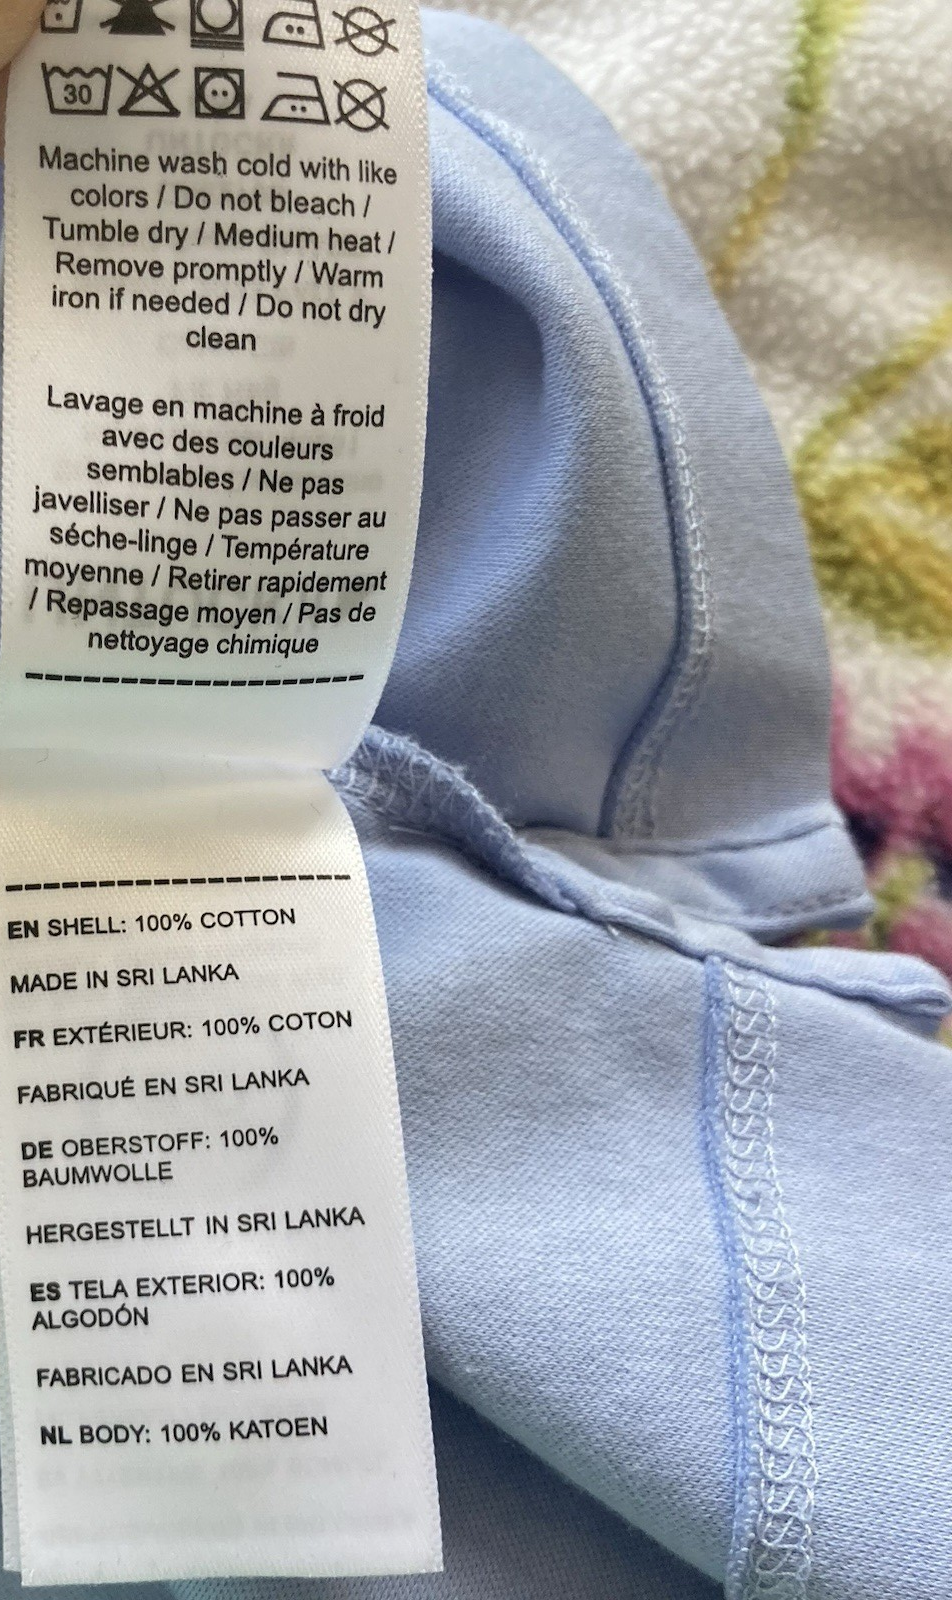 30
Machine wash cold with like
colors / Do not bleach /
Tumble dry / Medium heat /
Remove promptly / Warm
iron if needed / Do not dry
clean
Lavage en machine à froid
avec des couleurs
semblables / Ne pas
javelliser / Ne pas passer au
séche-linge / Température
moyenne / Retirer rapidement
/ Repassage moyen / Pas de
nettoyage chimique
EN SHELL: 100% COTTON
MADE IN SRI LANKA
FR EXTÉRIEUR: 100% COTON
FABRIQUÉ EN SRI LANKA
DE OBERSTOFF: 100%
BAUMWOLLE
HERGESTELLT IN SRI LANKA
ES TELA EXTERIOR: 100%
ALGODÓN
FABRICADO EN SRI LANKA
NL BODY: 100% KATOEN